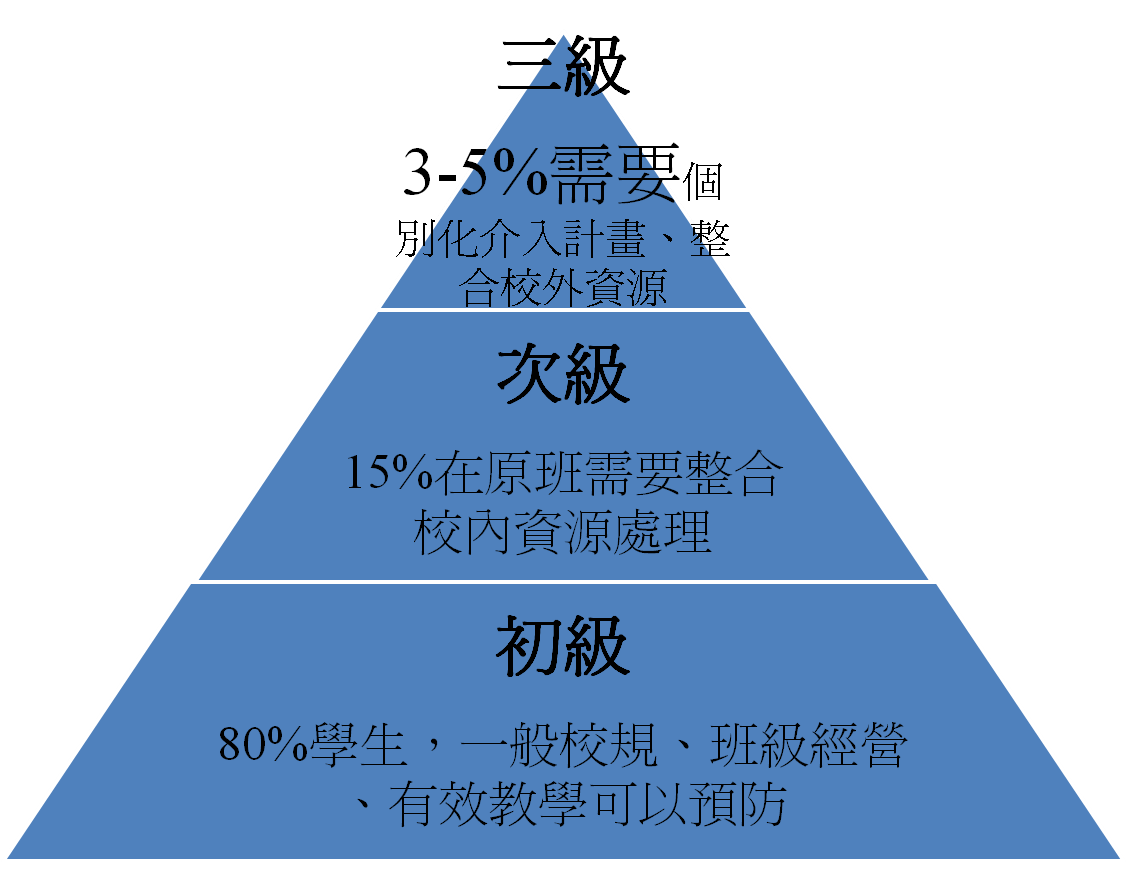 三級
3-5%需要個
別化介入計畫、整
合校外資源
次級
15%在原班需要整合
校內資源處理
初級
80%學生，一般校規、班級經營
、有效教學可以預防